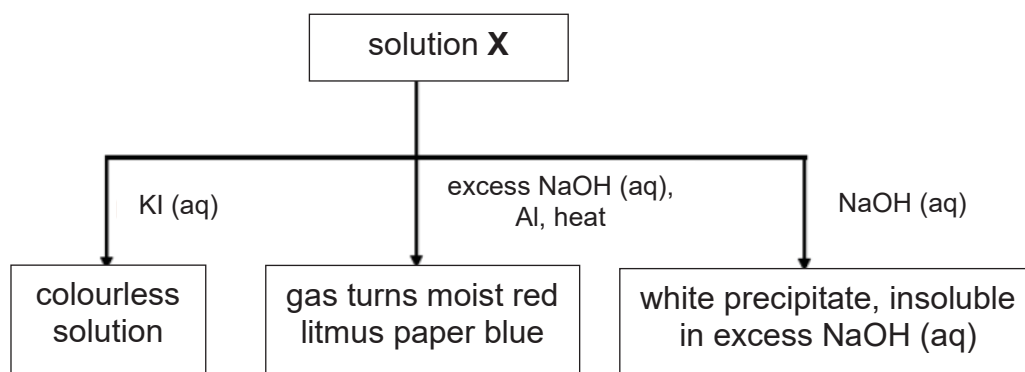 solution X
KI (aq)
excess NaOH (aq),
Al, heat
NaOH (aq)
colourless
solution
gas turns moist red
litmus paper blue
white precipitate, insoluble
in excess NaOH (aq)